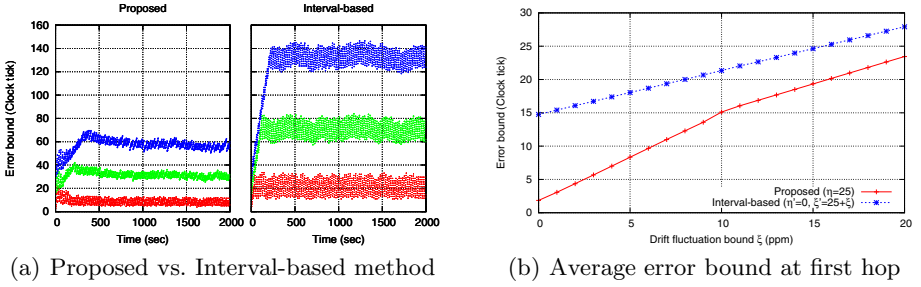 Proposed
Interval-based
Error bound (Clock tick)
160
140
120
100
80
60
40
20
0
0 500 1000 1500 2000
0 500 1000 1500 2000
Time (sec)
Time (sec)
(a) Proposed vs. Interval-based method
Error bound (Clock tick)
30
25
20
15
10
5
0
0 5 10 15 20
Drift fluctuation bound ξ (ppm)
Proposed (η=25)
Interval-based (η'=0, ξ'=25+ξ)
(b) Average error bound at first hop